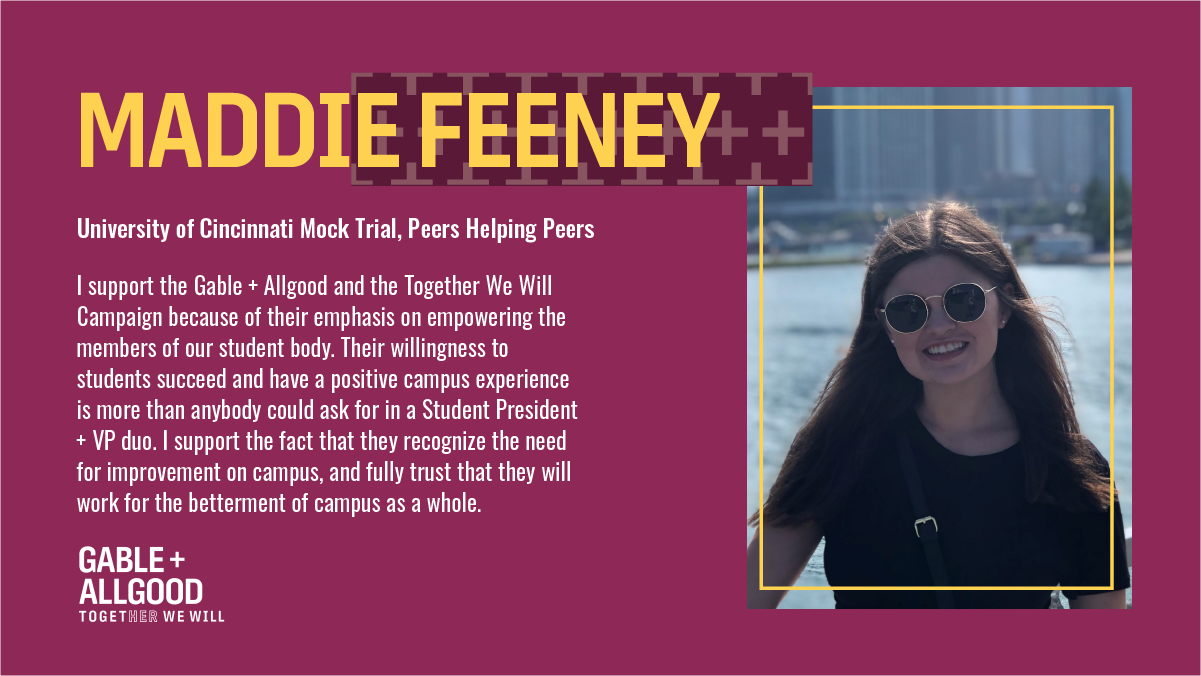 MADDIE FEENEY
University of Cincinnati Mock Trial, Peers Helping Peers
I support the Gable + Allgood and the Together We Will
Campaign because of their emphasis on empowering the
members of our student body. Their willingness to
students succeed and have a positive campus experience
is more than anybody could ask for in a Student President
+ VP duo. I support the fact that they recognize the need
for improvement on campus, and fully trust that they will
work for the betterment of campus as a whole.
GABLE +
ALLGOOD
TOGETHER WE WILL